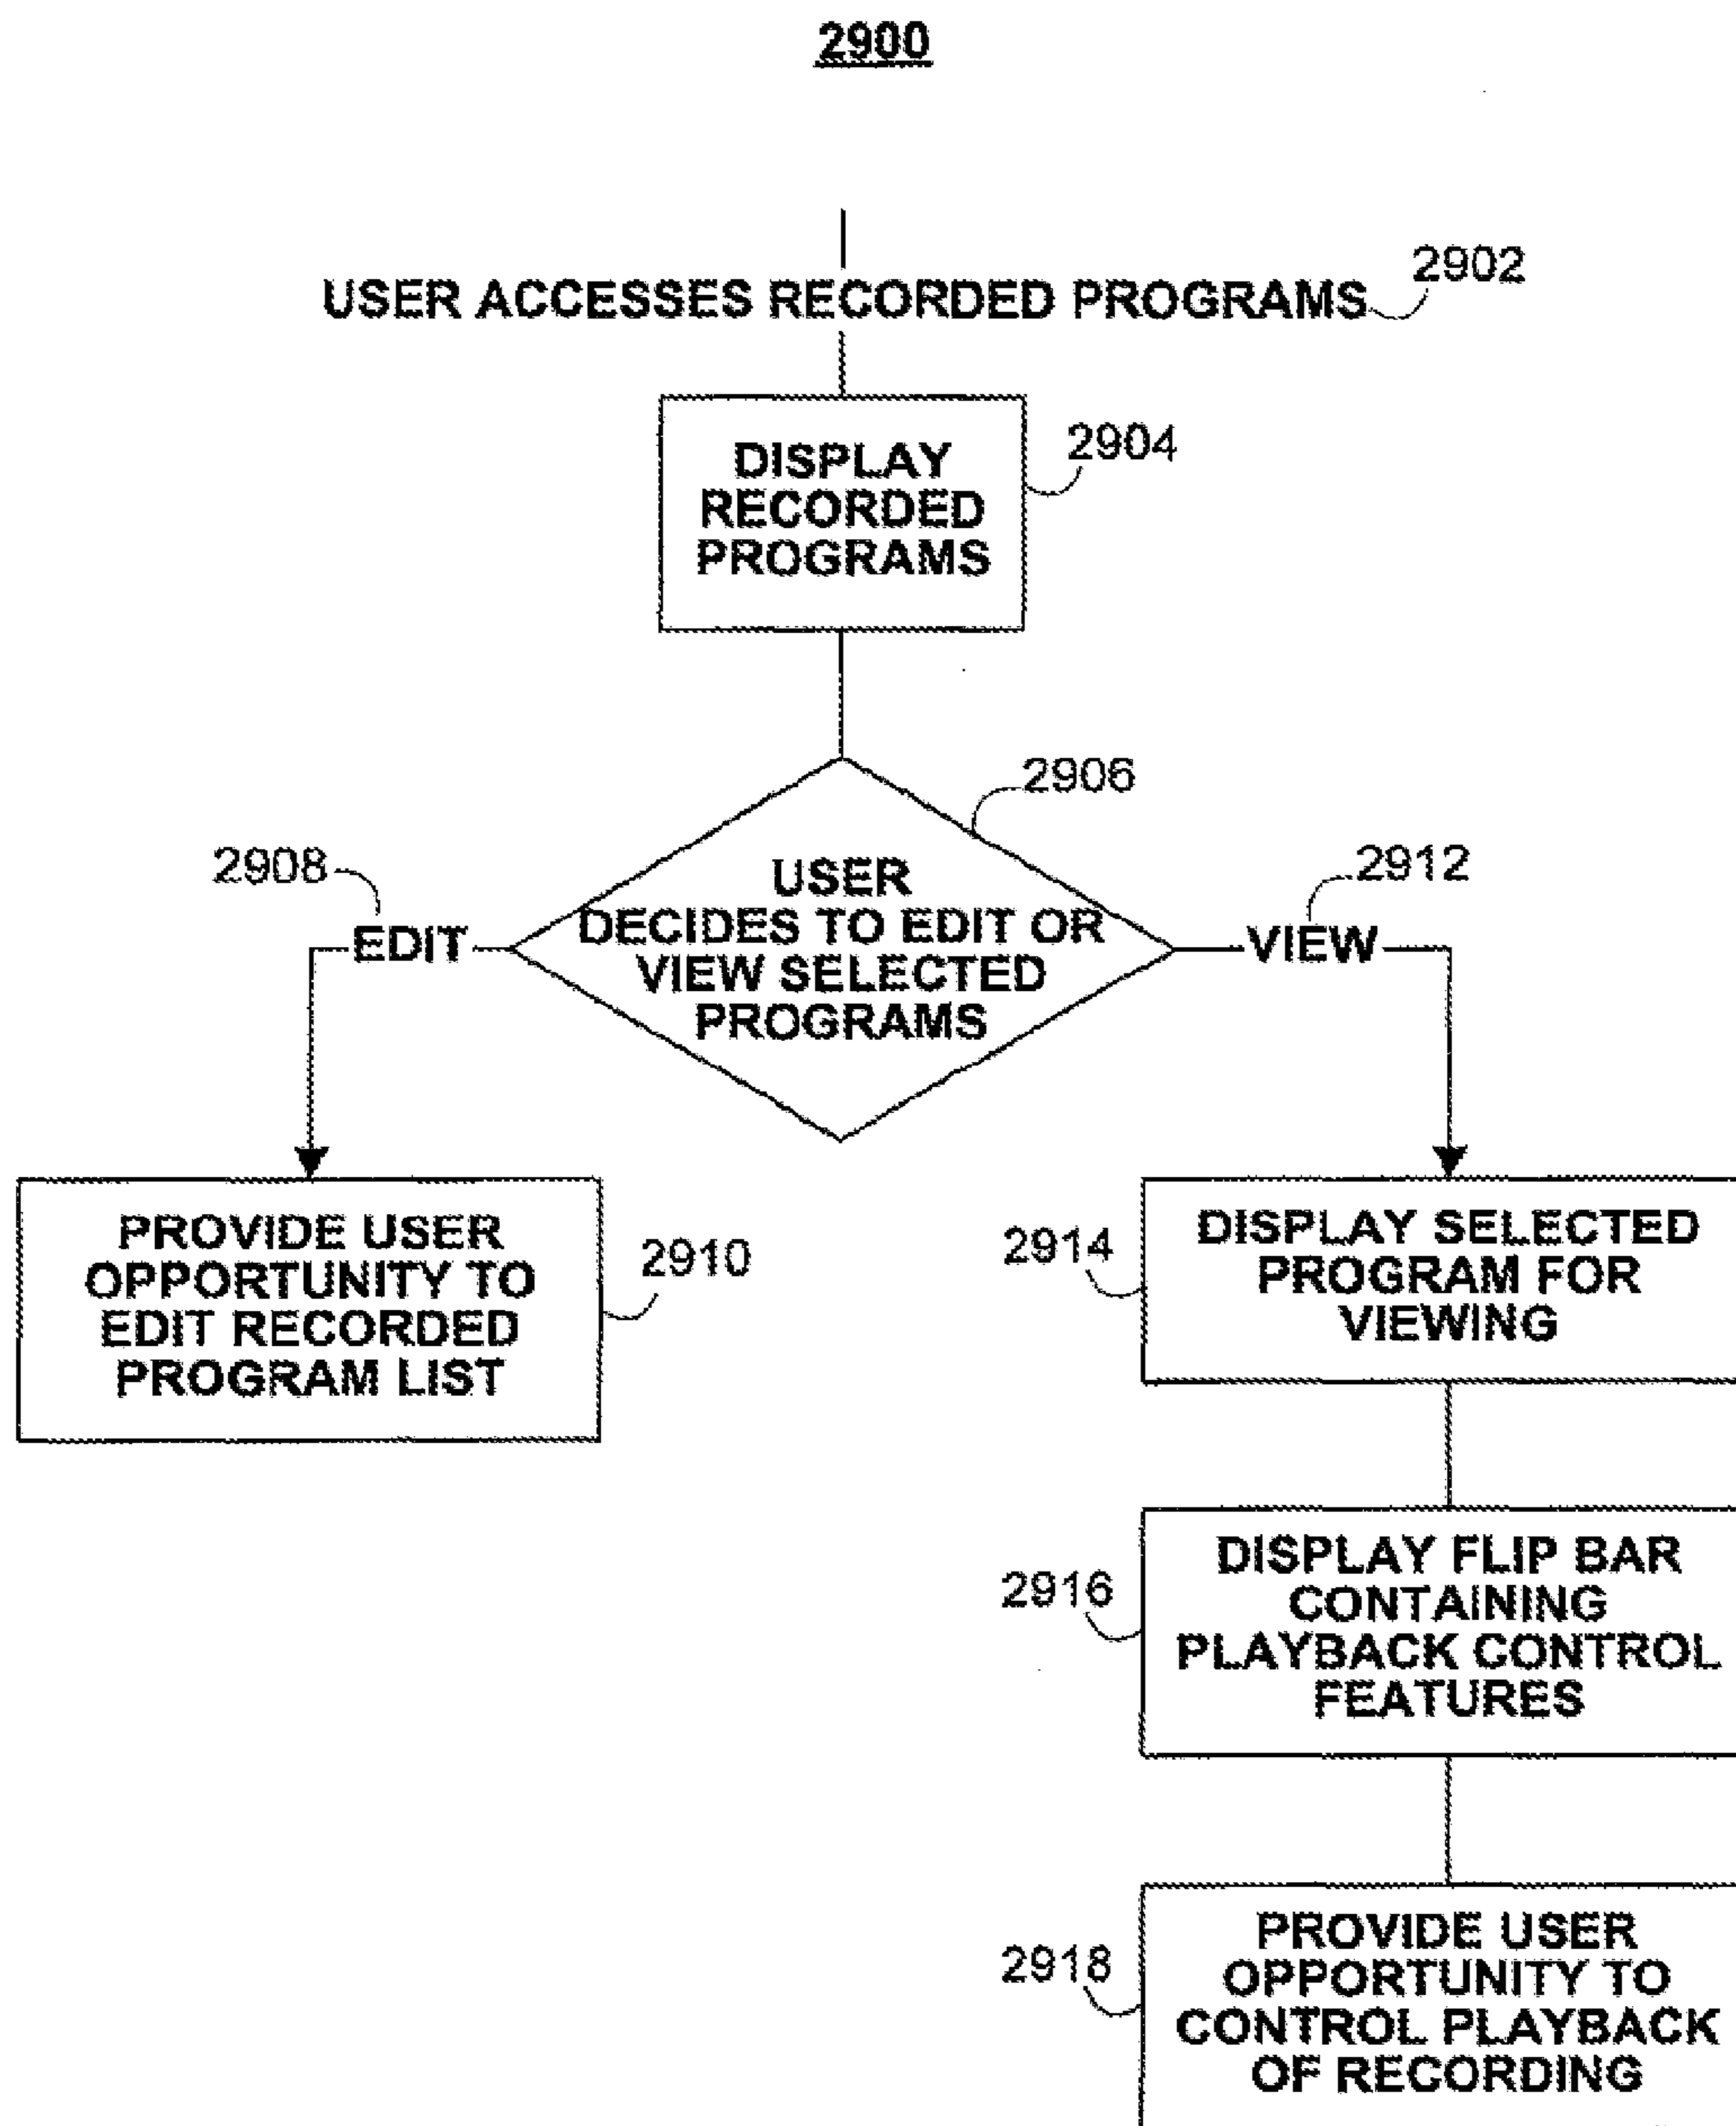 2900
USER ACCESSES RECORDED PROGRAMS
2902
DISPLAY
RECORDED
PROGRAMS
2904
2906
USER
DECIDES TO EDIT OR
VIEW SELECTED
PROGRAMS
2908
EDIT
2912
VIEW
PROVIDE USER
OPPORTUNITY TO
EDIT RECORDED
PROGRAM LIST
2910
2914
DISPLAY SELECTED
PROGRAM FOR
VIEWING
2916
DISPLAY FLIP BAR
CONTAINING
PLAYBACK CONTROL
FEATURES
2918
PROVIDE USER
OPPORTUNITY TO
CONTROL PLAYBACK
OF RECORDING